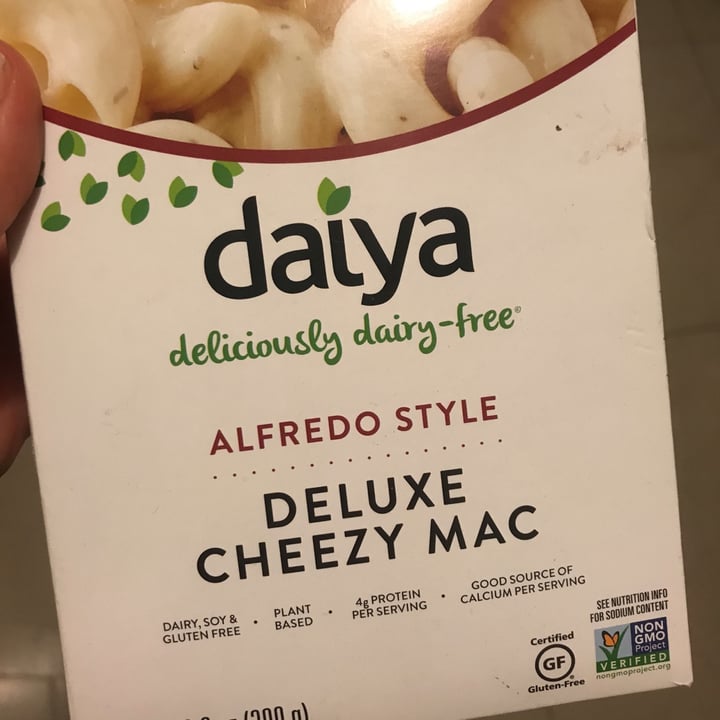 daiya
deliciously dairy-free®
ALFREDO STYLE
DELUXE
CHEEZY MAC
DAIRY, SOY &
GLUTEN FREE
•
PLANT
BASED
•
4g PROTEIN
PER SERVING
•
GOOD SOURCE OF
CALCIUM PER SERVING
SEE NUTRITION INFO
FOR SODIUM CONTENT
Certified
GF
Gluten-Free
NON
GMO
Project
VERIFIED
nongmoproject.org
(300 g)